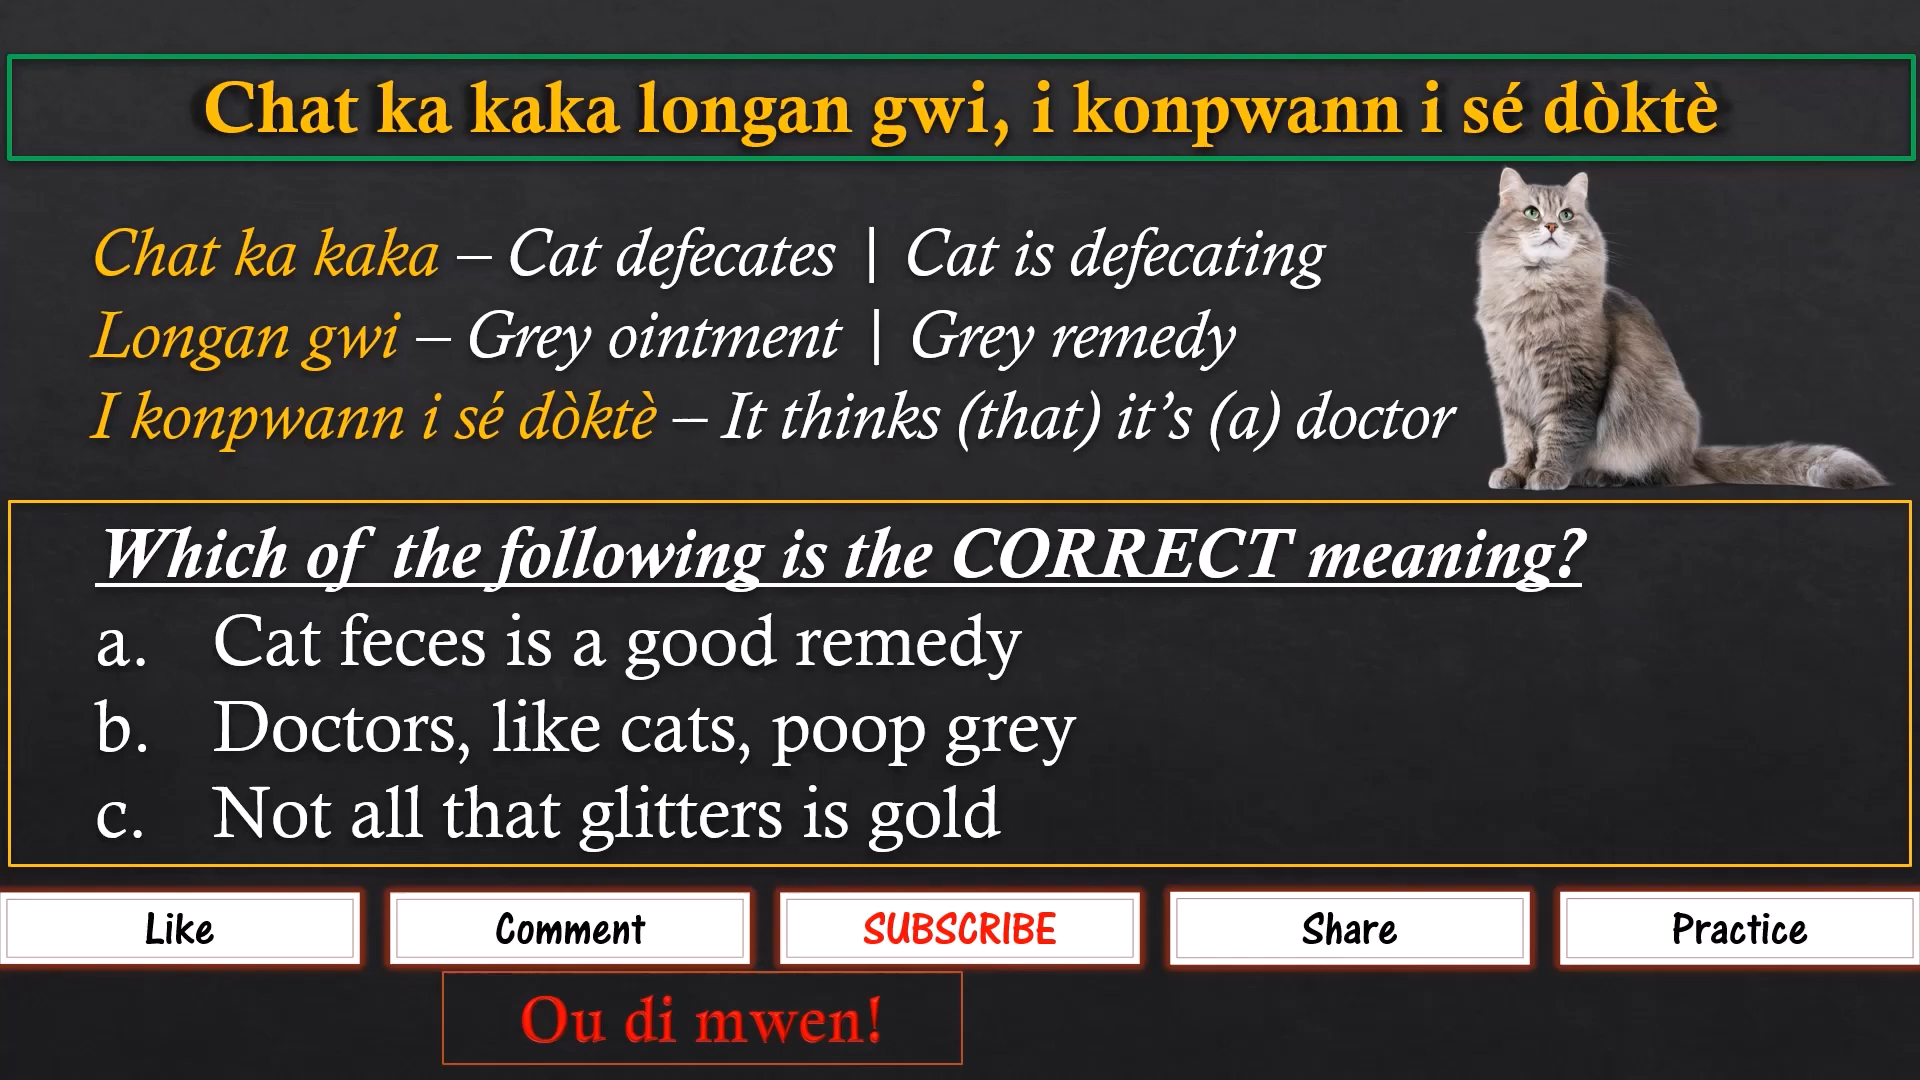 Chat ka kaka longan gwi, i konpwann i sé dòktè
Chat ka kaka – Cat defecates | Cat is defecating
Longan gwi – Grey ointment | Grey remedy
I konpwann i sé dòktè – It thinks (that) it’s (a) doctor
Which of the following is the CORRECT meaning?
a. Cat feces is a good remedy
b. Doctors, like cats, poop grey
c. Not all that glitters is gold
Like Comment SUBSCRIBE Share Practice
Ou di mwen!